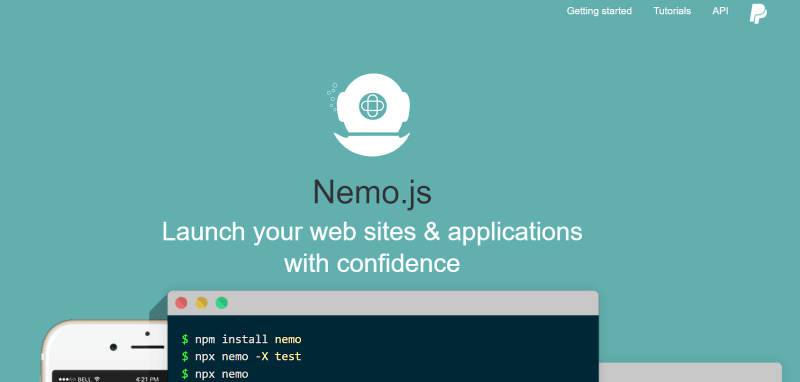 Getting started Tutorials API
Nemo.js
Launch your web sites & applications
with confidence
$ npm install nemo
$ npx nemo -X test
$ npx nemo
●●●○○ BELL 4:21 PM